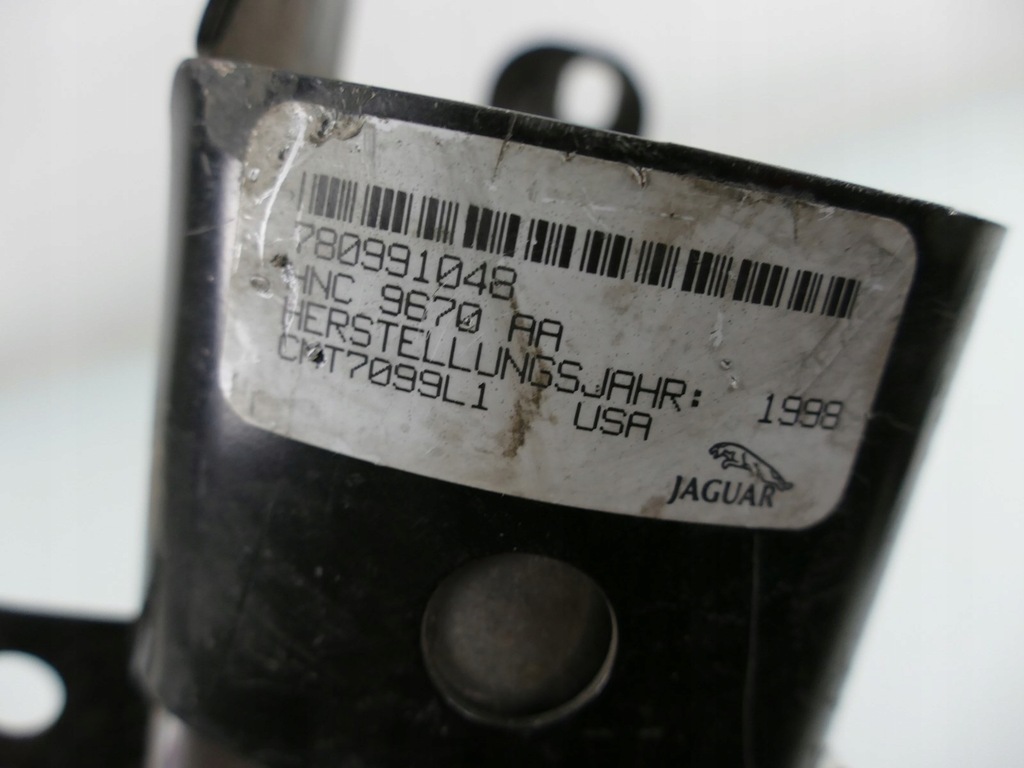 780991048
HNC 9670 AA
HERSTELLUNGSJAHR: 1998
CMT7099L1 USA
JAGUAR